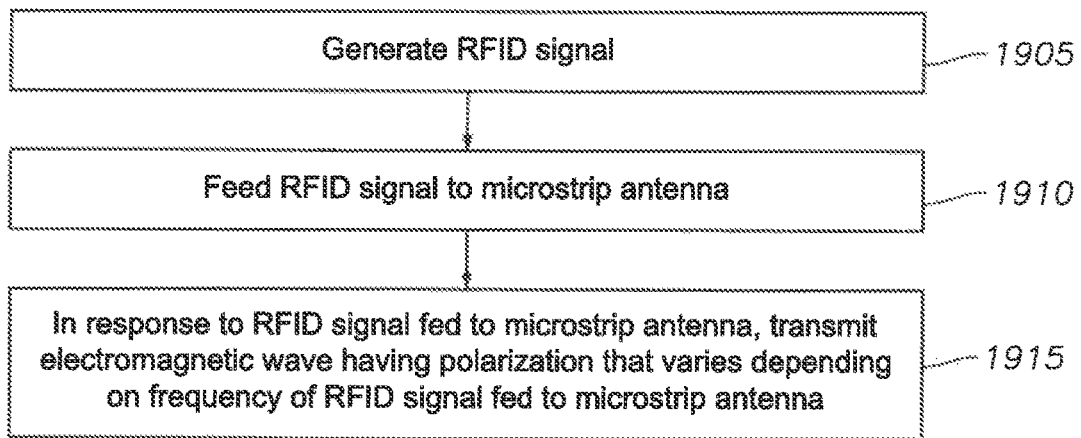 Generate RFID signal
1905
Feed RFID signal to microstrip antenna
1910
In response to RFID signal fed to microstrip antenna, transmit
electromagnetic wave having polarization that varies depending
on frequency of RFID signal fed to microstrip antenna
1915